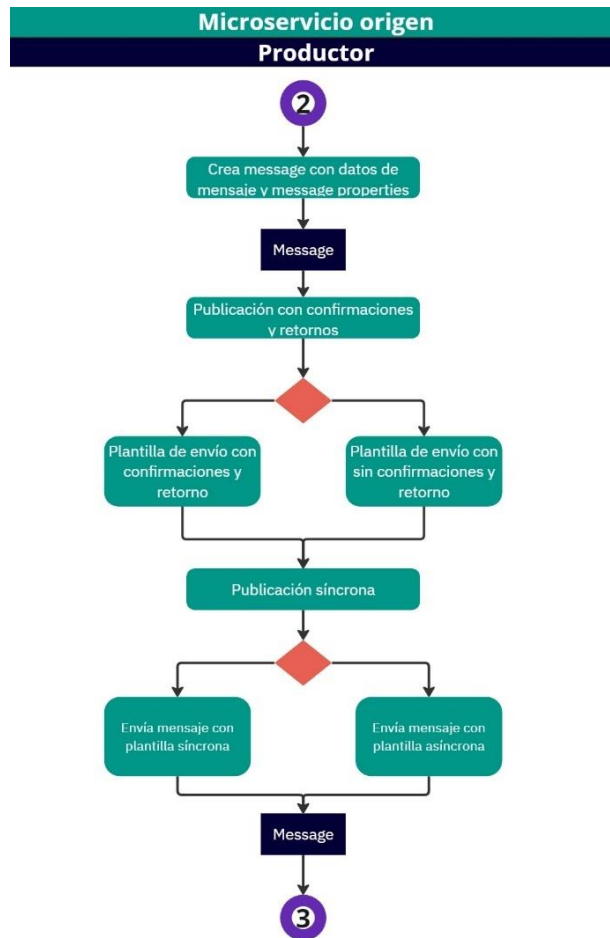 Microservicio origen
Productor
2
Crea message con datos de
mensaje y message properties
Message
Publicación con confirmaciones
y retornos
Plantilla de envío con
confirmaciones y
retorno
Plantilla de envío con
sin confirmaciones y
retorno
Publicación síncrona
Envía mensaje con
plantilla síncrona
Envía mensaje con
plantilla asíncrona
Message
3